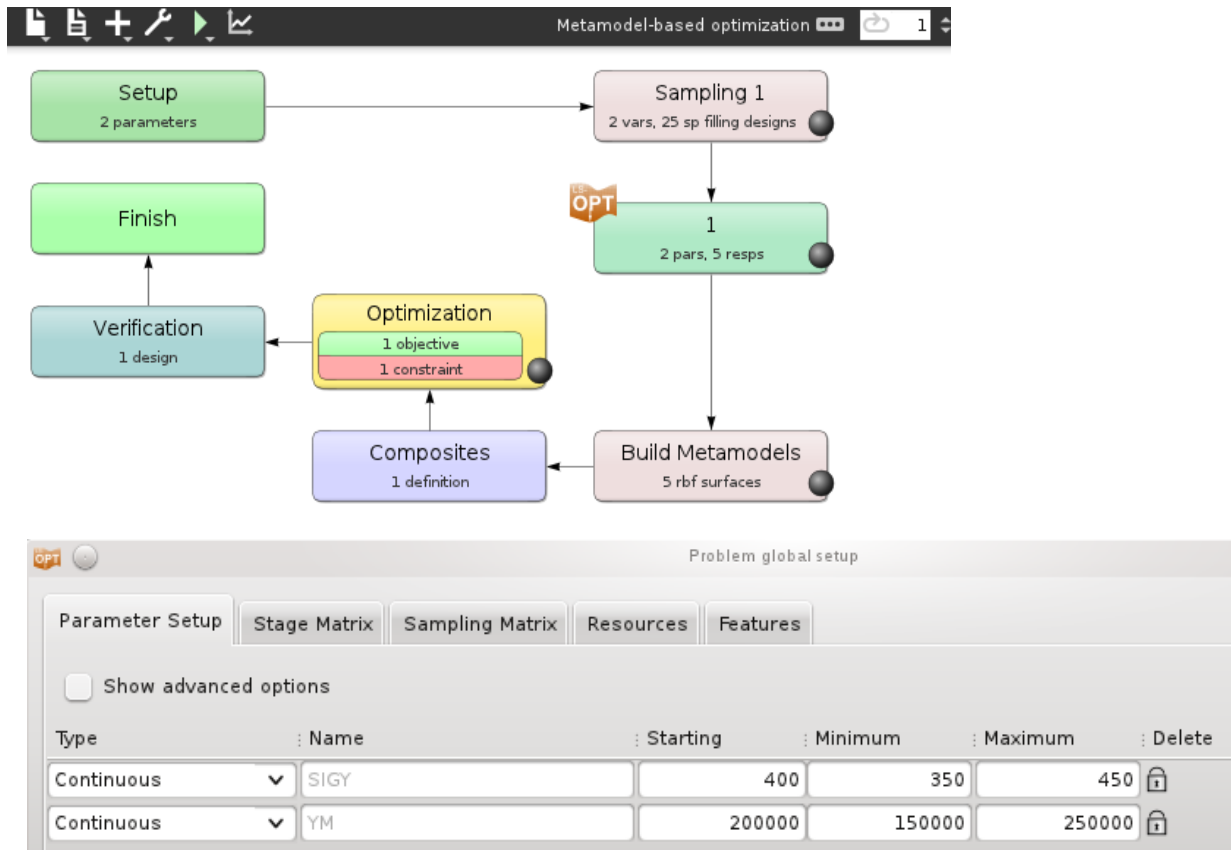 Metamodel-based optimization 1
Setup
2 parameters
Sampling 1
2 vars, 25 sp filling designs
Finish
LS-
OPT
1
2 pars, 5 resps
Verification
1 design
Optimization
1 objective
1 constraint
Composites
1 definition
Build Metamodels
5 rbf surfaces
OPT Problem global setup
Parameter Setup Stage Matrix Sampling Matrix Resources Features
Show advanced options
Type Name Starting Minimum Maximum Delete
Continuous SIGY 400 350 450
Continuous YM 200000 150000 250000